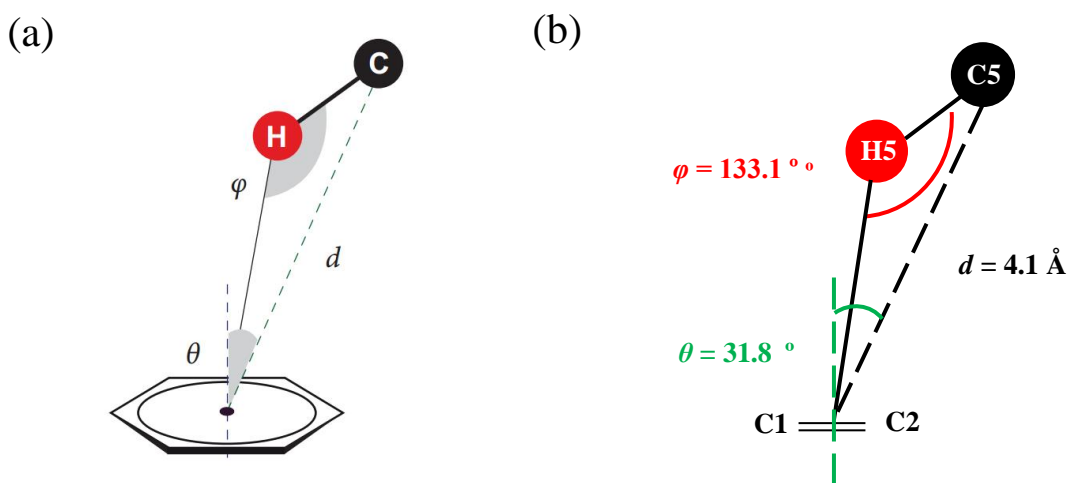 (a)
C
H
φ
d
θ
(b)
C5
H5
φ = 133.1 º º
d = 4.1 Å
θ = 31.8 º
C1
C2